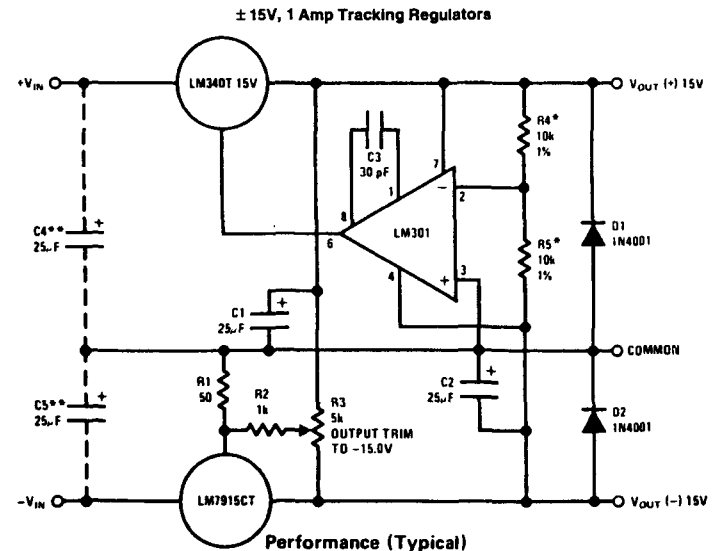 ± 15V, 1 Amp Tracking Regulators
+VIN
LM340T 15V
VOUT (+) 15V
C3
30 pF
R4*
10k
1%
7
1
8
2
6
LM301
C4**
25µF
+
−
D1
1N4001
R5*
10k
1%
4
3
+
C1
25µF
+
COMMON
R1
50
R2
1k
R3
5k
OUTPUT TRIM
TO −15.0V
C2
25µF
+
C5**
25µF
+
D2
1N4001
−VIN
LM7915CT
VOUT (−) 15V
Performance (Typical)